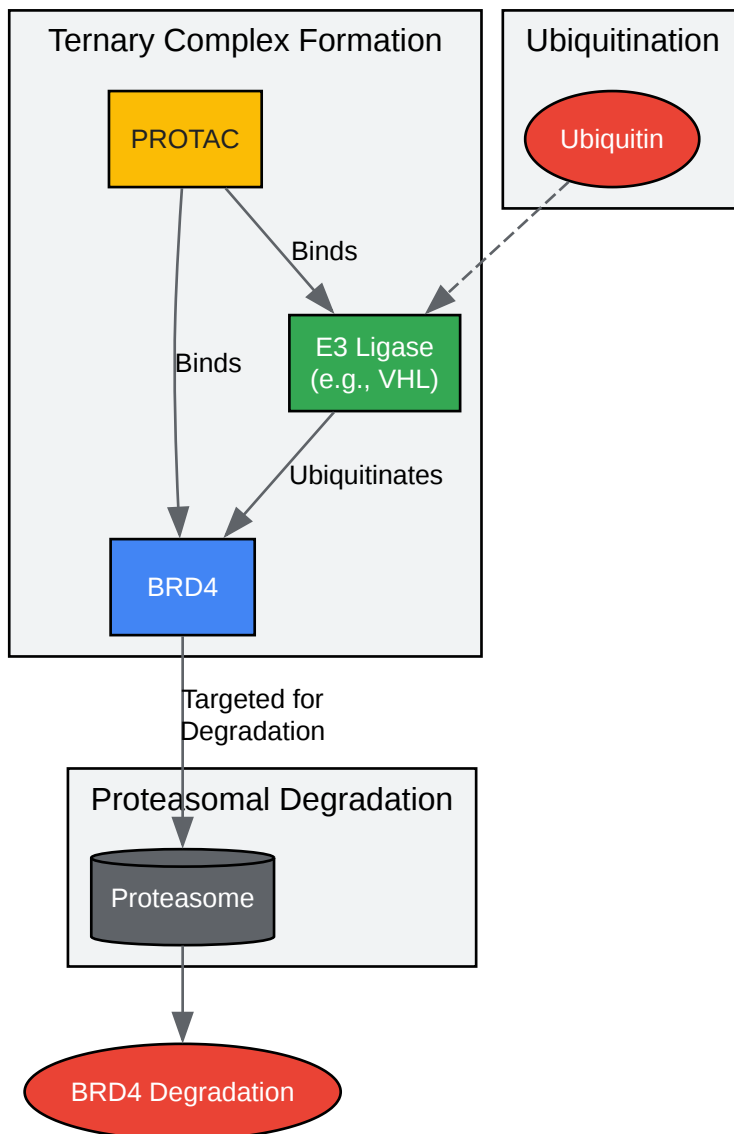 Ternary Complex Formation
Ubiquitination
PROTAC
Ubiquitin
Binds
E3 Ligase
(e.g., VHL)
Binds
Ubiquitinates
BRD4
Targeted for
Degradation
Proteasomal Degradation
Proteasome
BRD4 Degradation